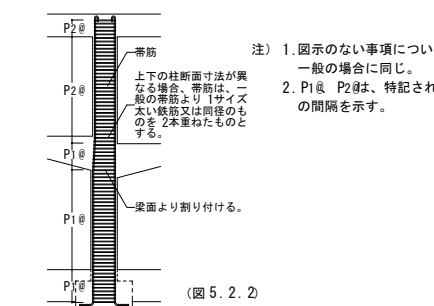 P2@
P2@
P1@
P1@
P1@
帯筋
上下の柱断面寸法が異
なる場合、帯筋は、一
般の帯筋より 1サイズ
太い鉄筋又は同径のも
のを 2本重ねたものと
する。
梁面より割り付ける。
(図 5.2.2)
注) 1.図示のない事項につい
一般の場合に同じ。
2.P1@、P2@は、特記され
の間隔を示す。